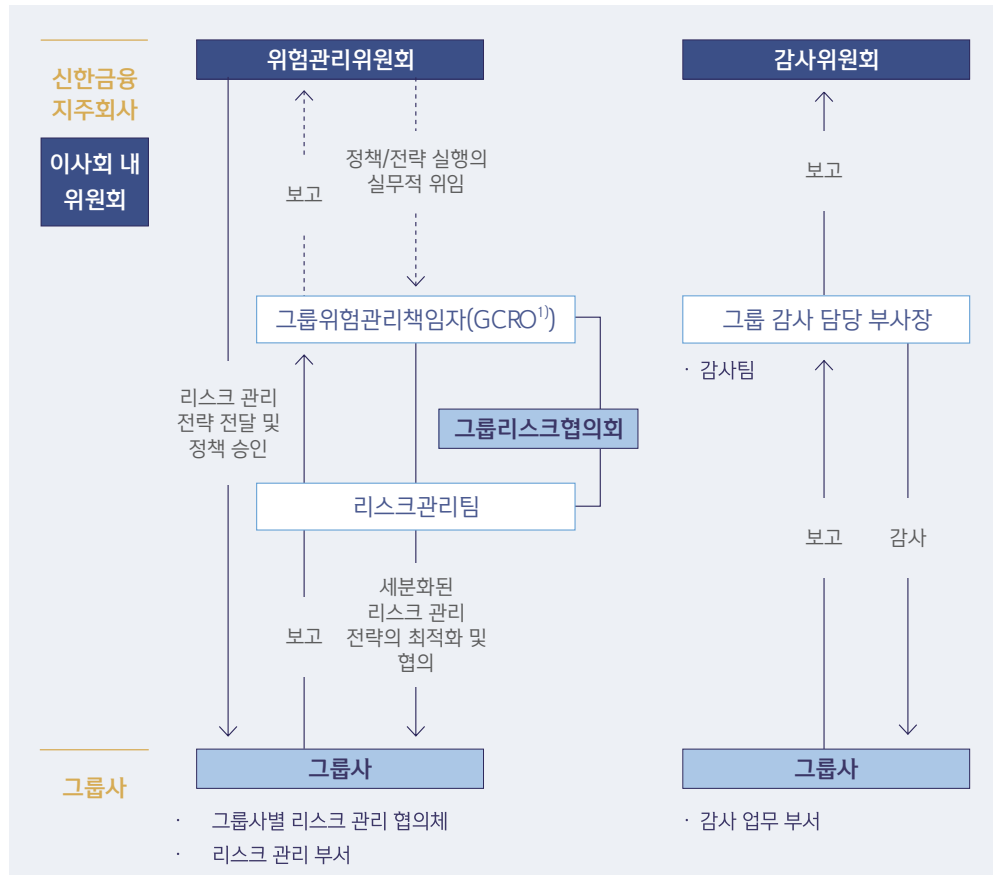 신한금융
지주회사
이사회 내
위원회
위험관리위원회
보고
정책/전략 실행의
실무적 위임
그룹위험관리책임자(GCRO1))
리스크 관리
전략 전달 및
정책 승인
그룹리스크협의회
리스크관리팀
보고
세분화된
리스크 관리
전략의 최적화 및
협의
감사위원회
보고
그룹 감사 담당 부사장
· 감사팀
보고
감사
그룹사
그룹사
· 그룹사별 리스크 관리 협의체
· 리스크 관리 부서
그룹사
· 감사 업무 부서